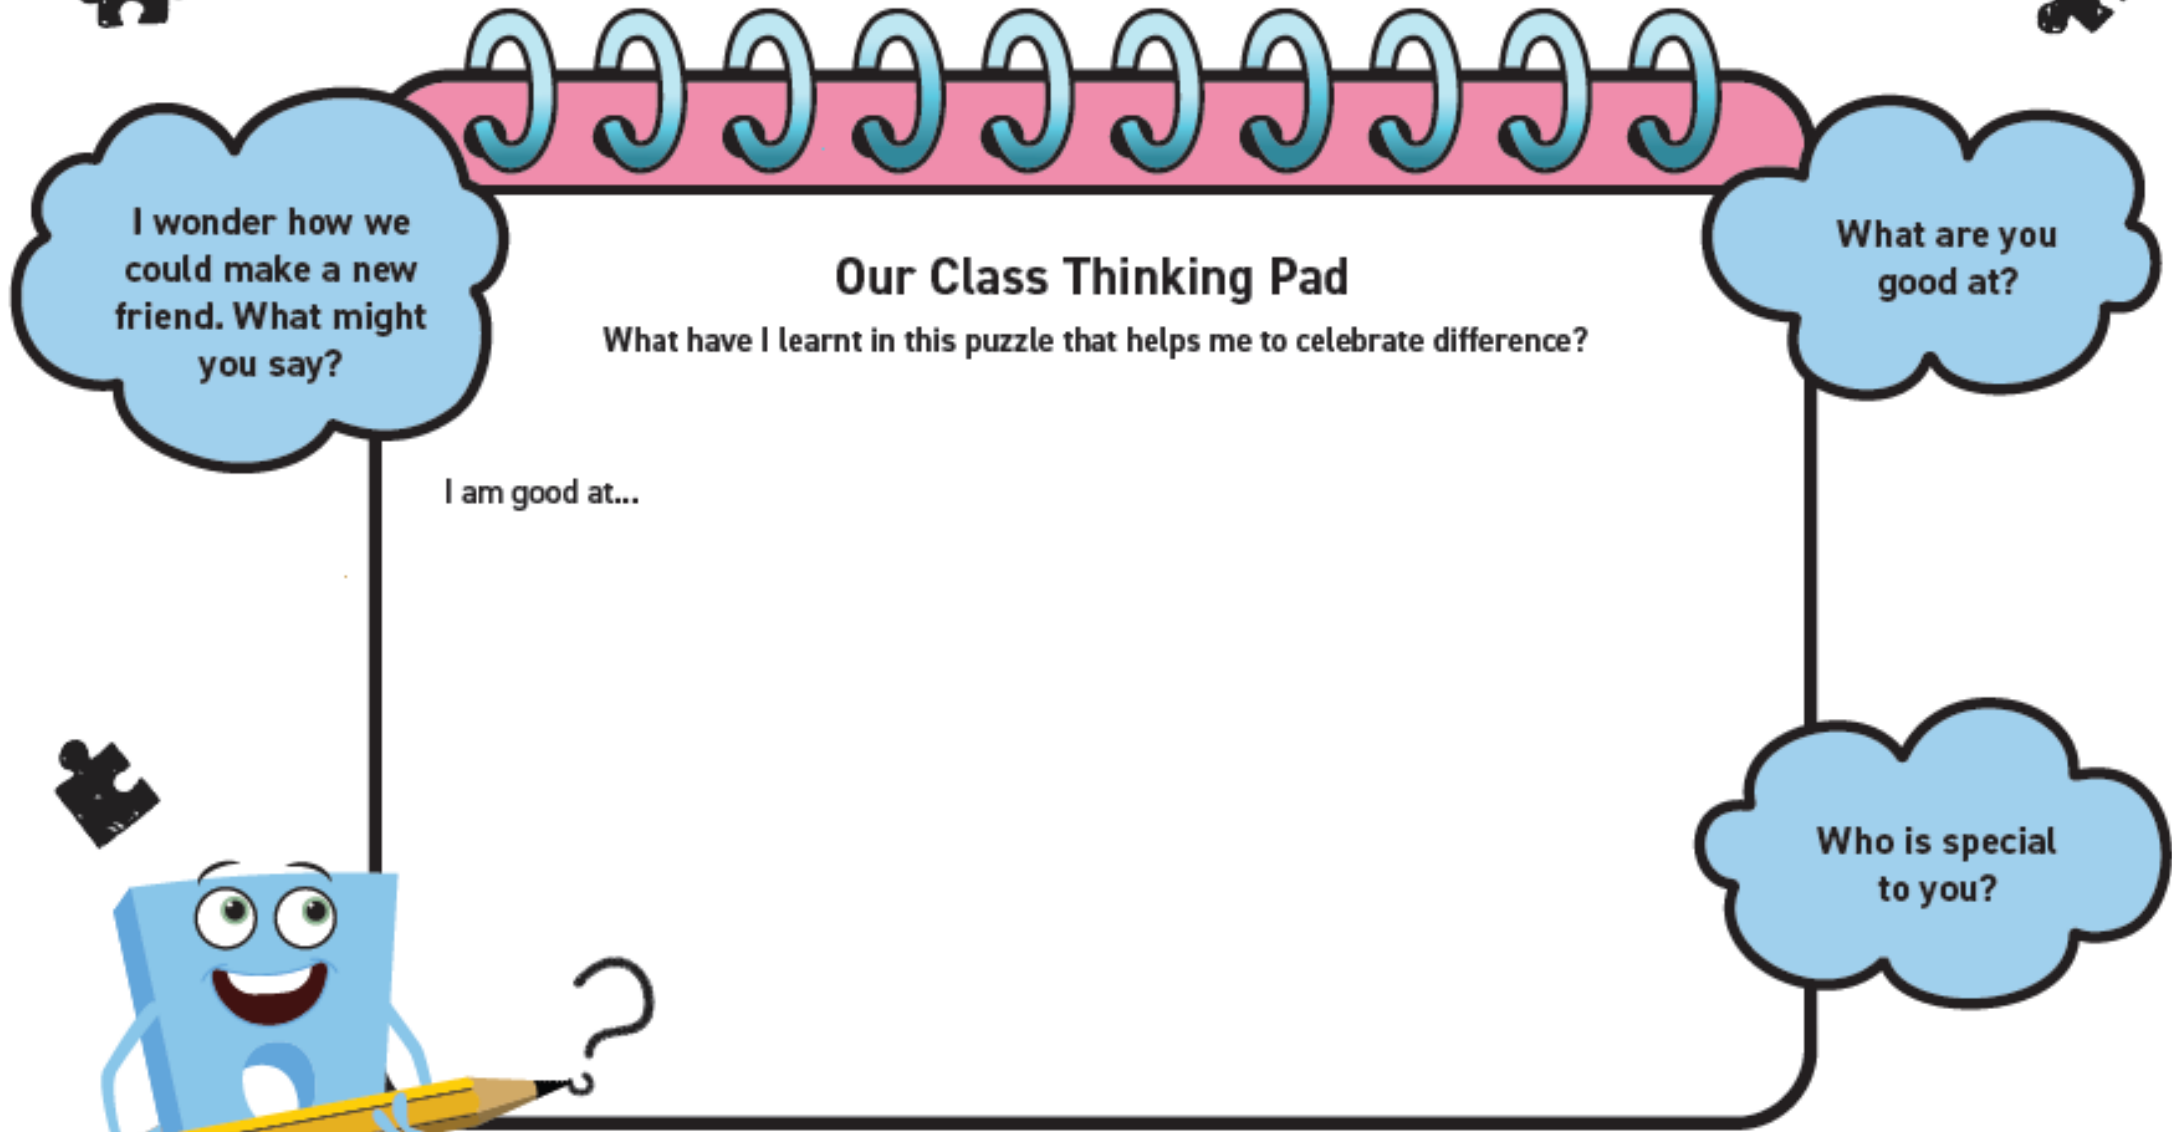 I wonder how we
could make a new
friend. What might
you say?
Our Class Thinking Pad
What have I learnt in this puzzle that helps me to celebrate difference?
What are you
good at?
I am good at...
Who is special
to you?
?